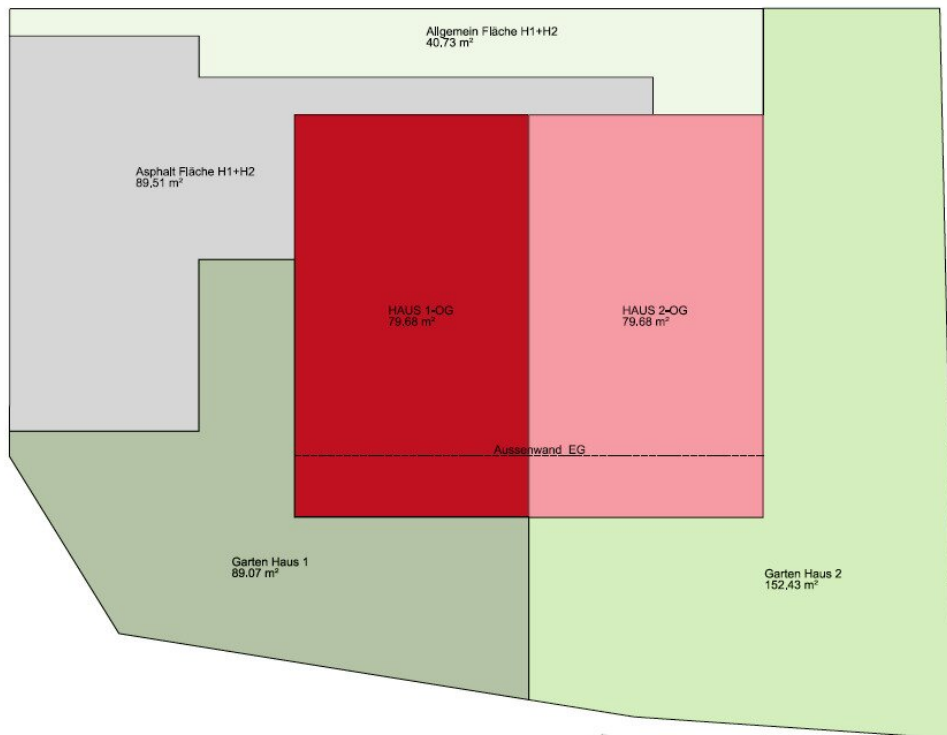 Allgemein Fläche H1+H2
40.73 m²
Asphalt Fläche H1+H2
89,51 m²
HAUS 1-OG
79.68 m²
HAUS 2-OG
79.68 m²
Aussenwand EG
Garten Haus 1
89.07 m²
Garten Haus 2
152,43 m²